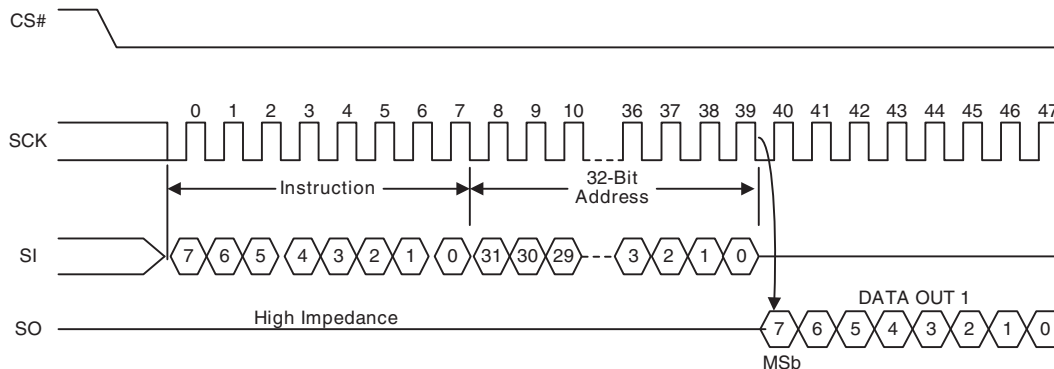 CS#
0 1 2 3 4 5 6 7 8 9 10 36 37 38 39 40 41 42 43 44 45 46 47
SCK
Instruction
32-Bit
Address
SI
7 6 5 4 3 2 1 0 31 30 29 3 2 1 0
DATA OUT 1
High Impedance
SO
7 6 5 4 3 2 1 0
MSb